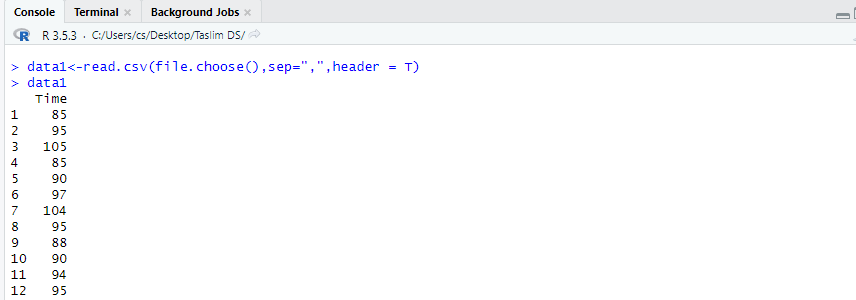 Console Terminal Background Jobs
R 3.5.3 · C:/Users/cs/Desktop/Taslim DS/
> data1<-read.csv(file.choose(),sep=",",header = T)
> data1
Time
1 85
2 95
3 105
4 85
5 90
6 97
7 104
8 95
9 88
10 90
11 94
12 95